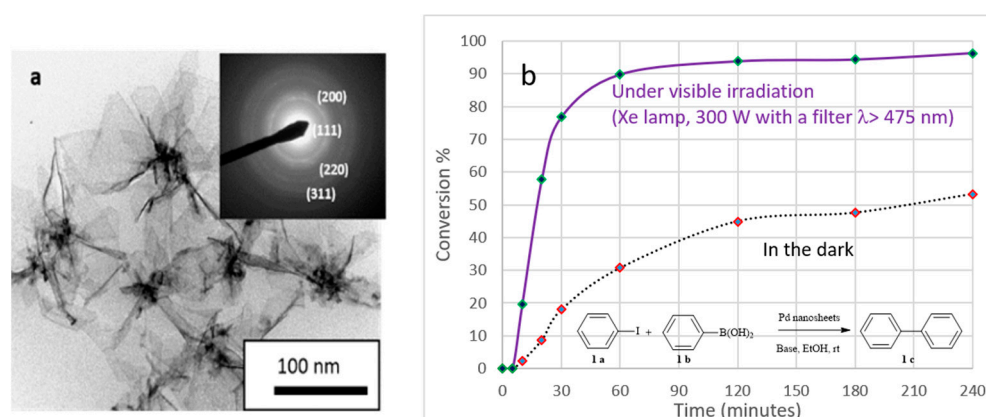 a
(200)
(111)
(220)
(311)
100 nm
b
Conversion %
100
90
80
70
60
50
40
30
20
10
0
Under visible irradiation
(Xe lamp, 300 W with a filter λ> 475 nm)
In the dark
I + B(OH)₂
Pd nanosheets
Base, EtOH, rt
1 a
1 b
1 c
0 30 60 90 120 150 180 210 240
Time (minutes)